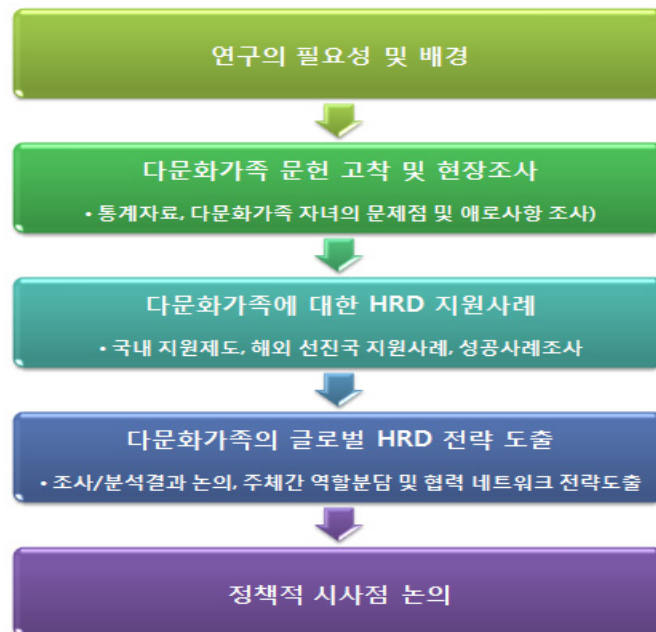 연구의 필요성 및 배경
다문화가족 문헌 고착 및 현장조사
• 통계자료, 다문화가족 자녀의 문제점 및 애로사항 조사)
다문화가족에 대한 HRD 지원사례
• 국내 지원제도, 해외 선진국 지원사례, 성공사례조사
다문화가족의 글로벌 HRD 전략 도출
• 조사/분석결과 논의, 주체간 역할분담 및 협력 네트워크 전략도출
정책적 시사점 논의